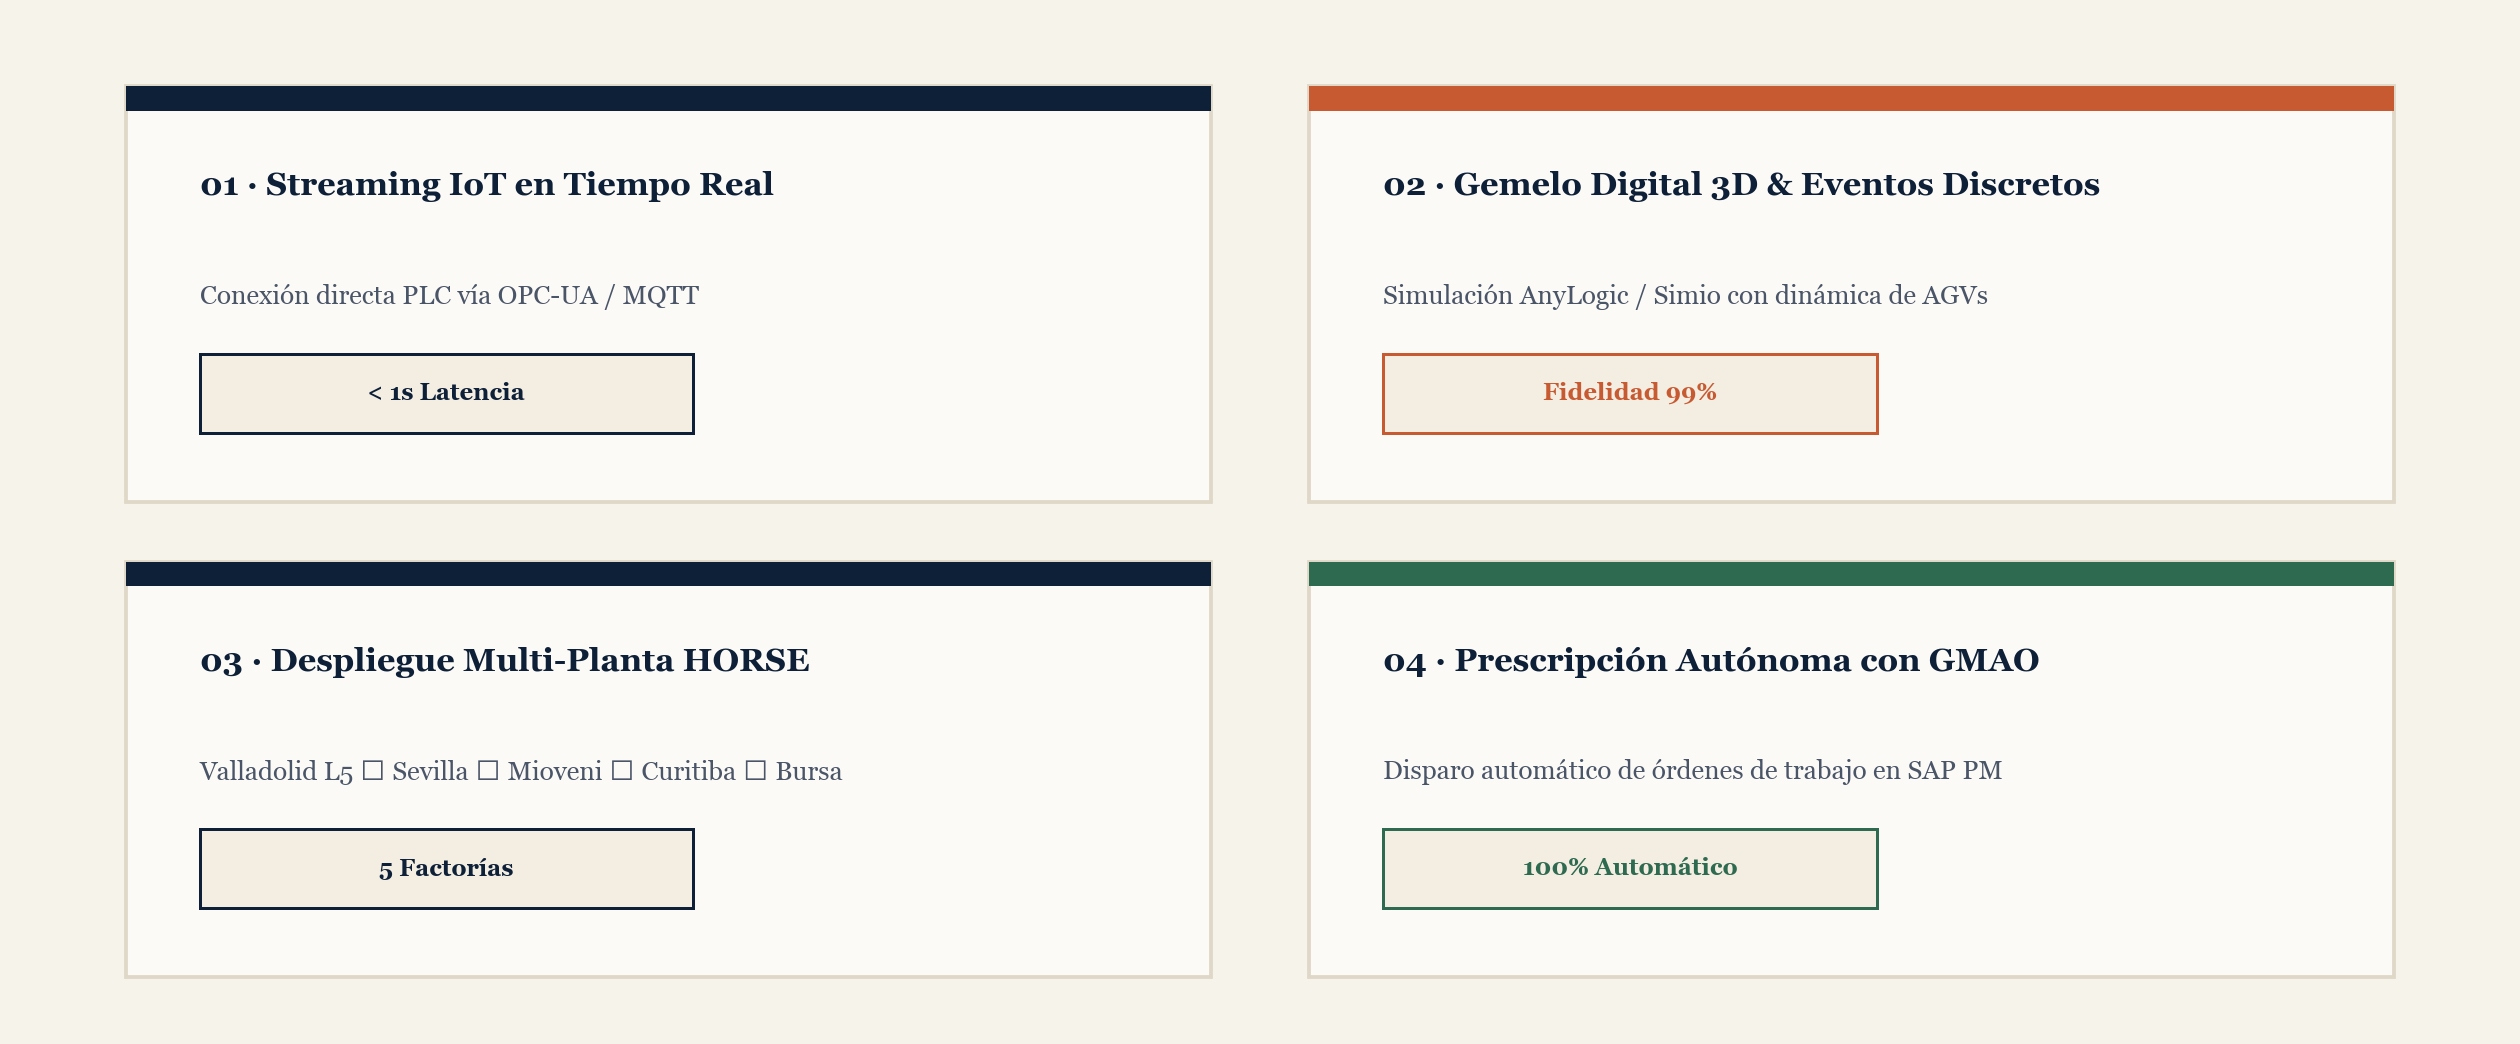 01 · Streaming IoT en Tiempo Real
Conexión directa PLC vía OPC-UA / MQTT
< 1s Latencia
02 · Gemelo Digital 3D & Eventos Discretos
Simulación AnyLogic / Simio con dinámica de AGVs
Fidelidad 99%
03 · Despliegue Multi-Planta HORSE
Valladolid L5 ☐ Sevilla ☐ Mioveni ☐ Curitiba ☐ Bursa
5 Factorías
04 · Prescripción Autónoma con GMAO
Disparo automático de órdenes de trabajo en SAP PM
100% Automático